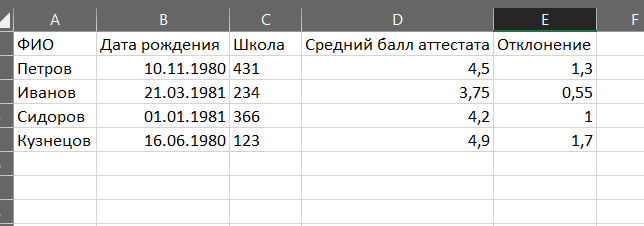 A B C D E F
ФИО Дата рождения Школа Средний балл аттестата Отклонение
Петров 10.11.1980 431 4,5 1,3
Иванов 21.03.1981 234 3,75 0,55
Сидоров 01.01.1981 366 4,2 1
Кузнецов 16.06.1980 123 4,9 1,7